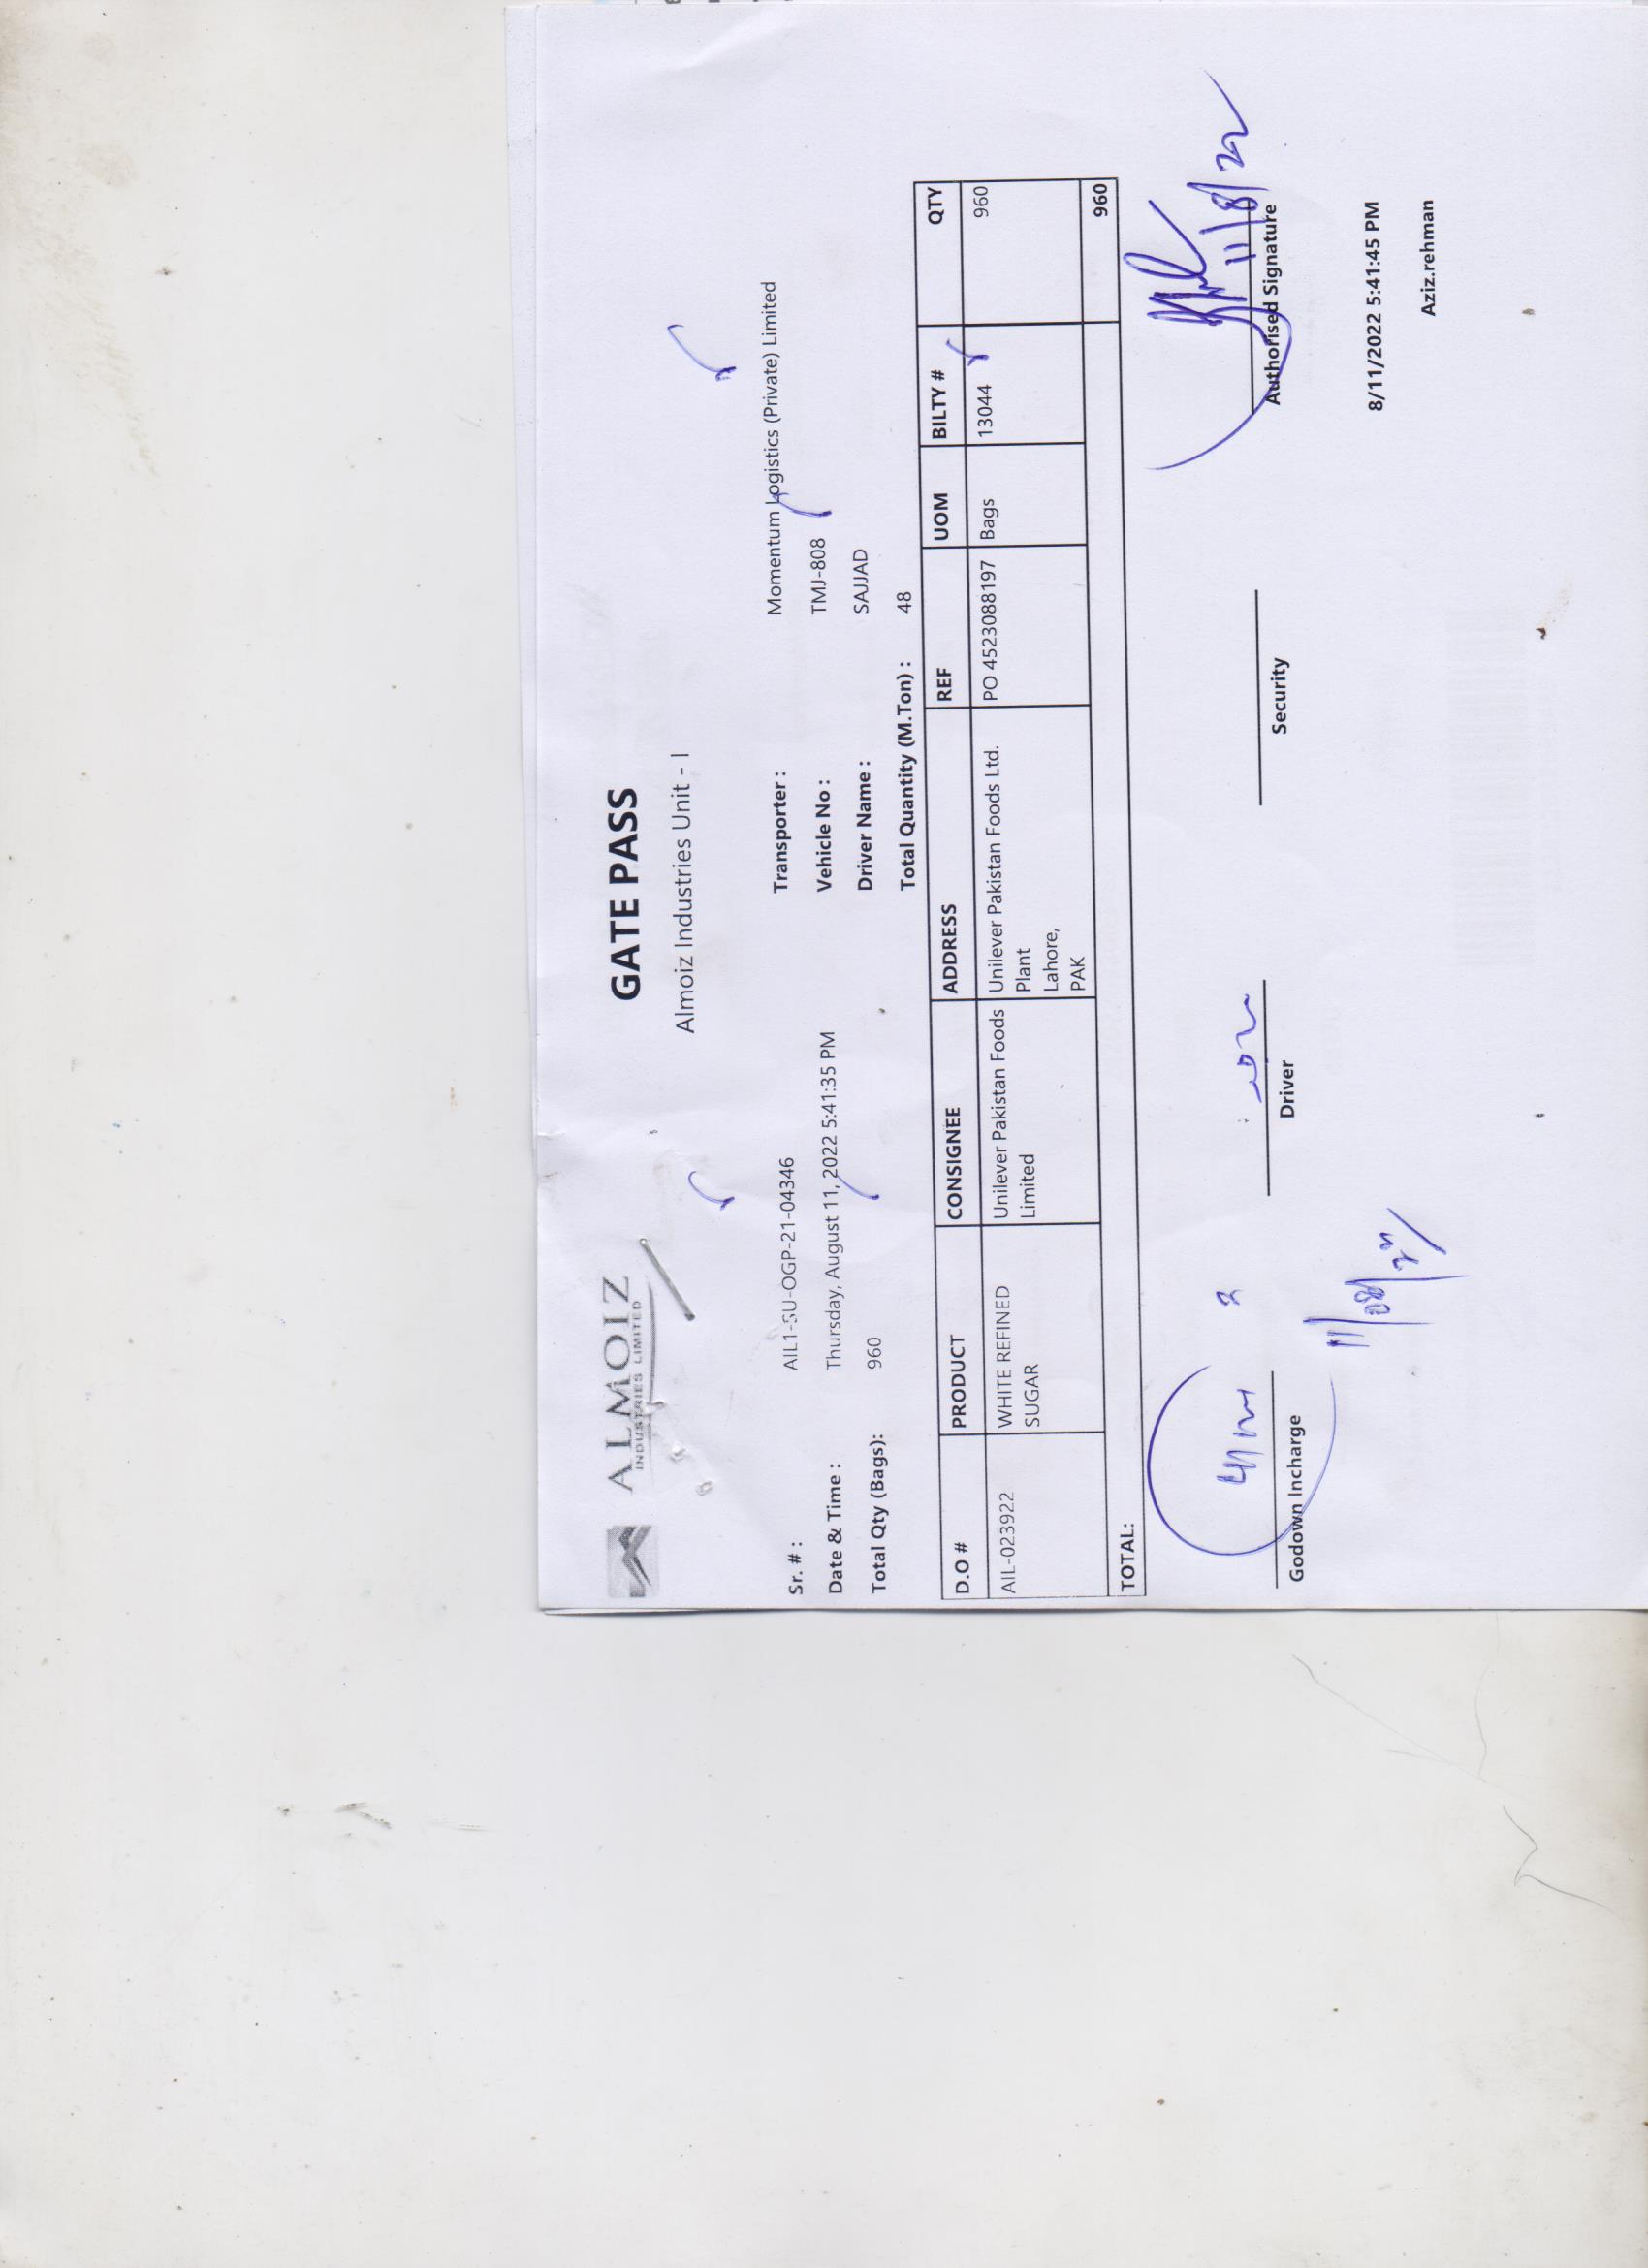 ALMOIZ
INDUSTRIES LIMITED
GATE PASS
Almoiz Industries Unit - I
Sr. # : AIL1-SU-OGP-21-04346 Transporter : Momentum Logistics (Private) Limited
Date & Time : Thursday, August 11, 2022 5:41:35 PM Vehicle No : TMJ-808
Total Qty (Bags): 960 Driver Name : SAJJAD
Total Quantity (M.Ton) : 48
D.O # PRODUCT CONSIGNEE ADDRESS REF UOM BILTY # QTY
AIL-023922 WHITE REFINED Unilever Pakistan Foods Unilever Pakistan Foods Ltd. PO 4523088197 Bags 13044 960
SUGAR Limited Plant
Lahore,
PAK
TOTAL: 960
11/8/22
Godown Incharge Driver Security Authorised Signature
11/08/22
8/11/2022 5:41:45 PM
Aziz.rehman